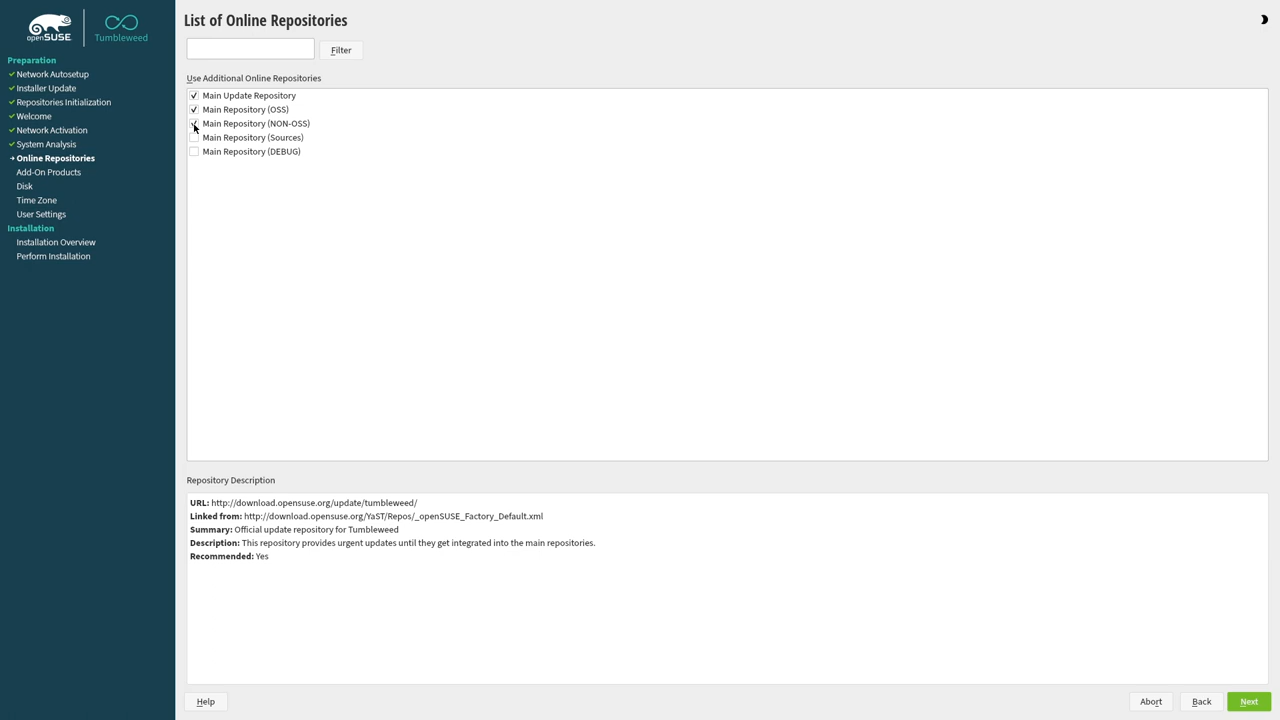 List of Online Repositories
openSUSE
Tumbleweed
Filter
Use Additional Online Repositories
Preparation
Network Autosetup
Installer Update
Repositories Initialization
Welcome
Network Activation
System Analysis
Online Repositories
Add-On Products
Disk
Time Zone
User Settings
Installation
Installation Overview
Perform Installation
Main Update Repository
Main Repository (OSS)
Main Repository (NON-OSS)
Main Repository (Sources)
Main Repository (DEBUG)
Repository Description
URL: http://download.opensuse.org/update/tumbleweed/
Linked from: http://download.opensuse.org/YaST/Repos/_openSUSE_Factory_Default.xml
Summary: Official update repository for Tumbleweed
Description: This repository provides urgent updates until they get integrated into the main repositories.
Recommended: Yes
Help
Abort
Back
Next